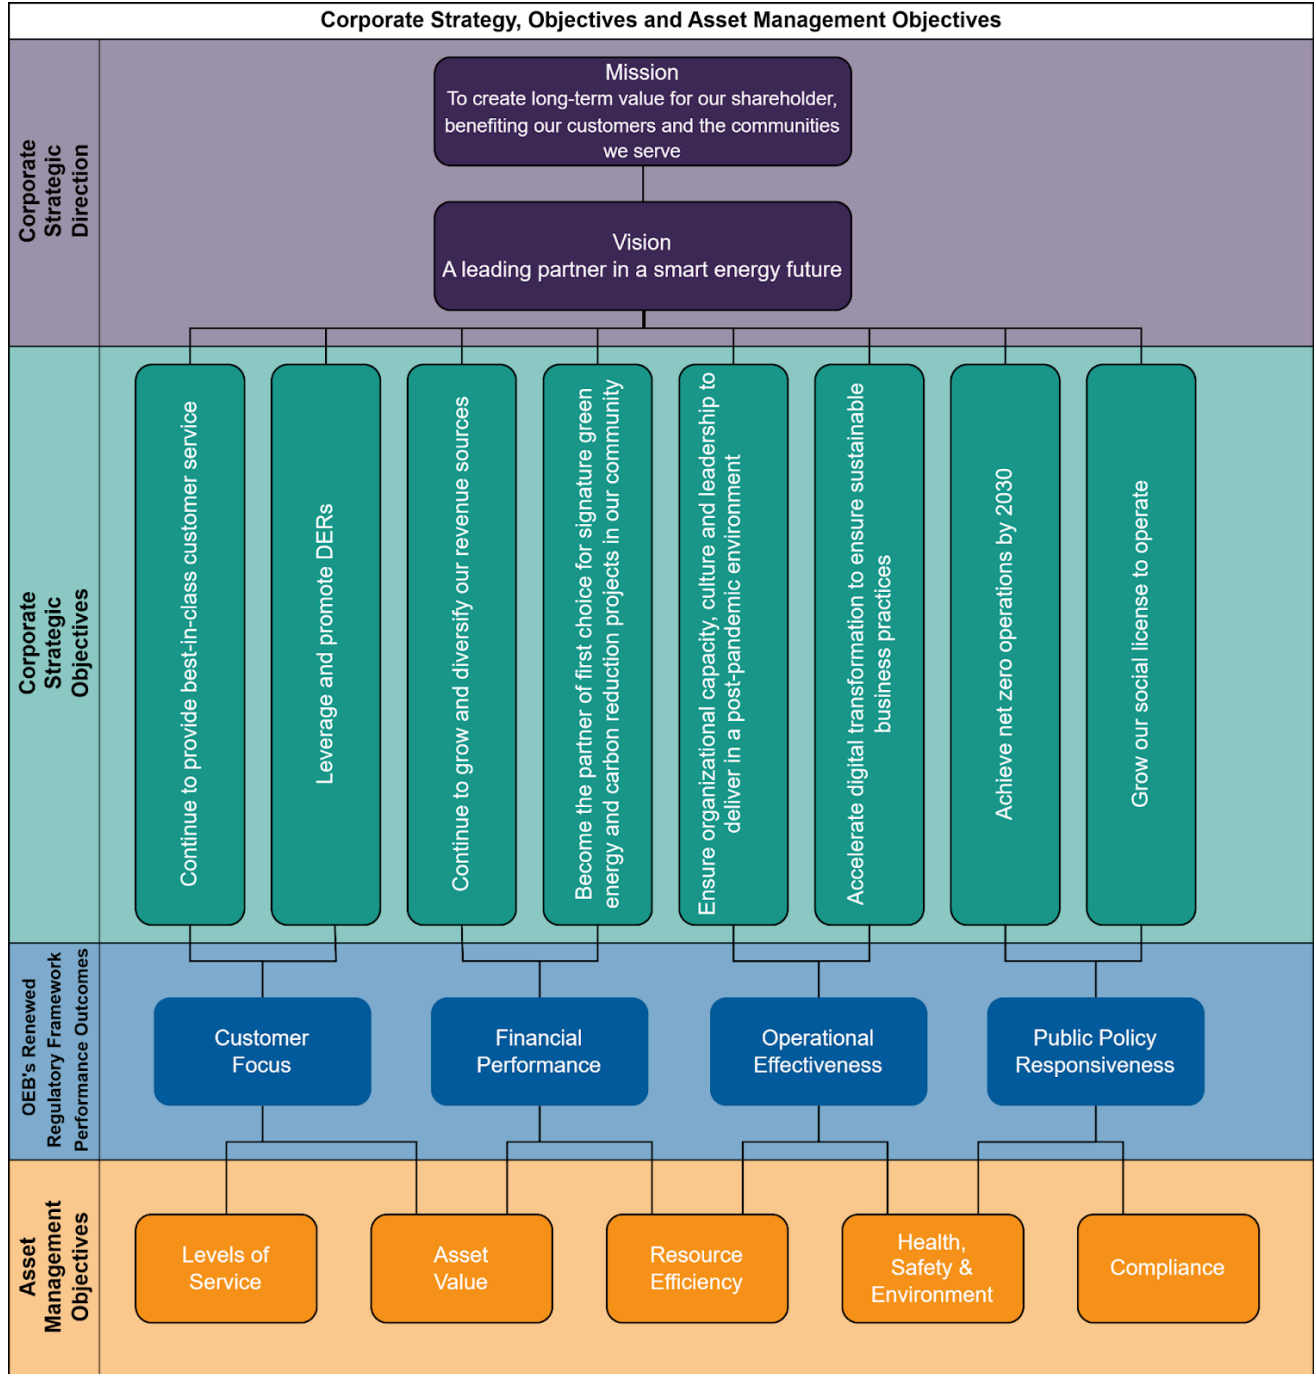 Corporate Strategy, Objectives and Asset Management Objectives
Corporate
Strategic
Direction
Mission
To create long-term value for our shareholder,
benefiting our customers and the communities
we serve
Vision
A leading partner in a smart energy future
Corporate
Strategic
Objectives
Continue to provide best-in-class customer service
Leverage and promote DERs
Continue to grow and diversify our revenue sources
Become the partner of first choice for signature green
energy and carbon reduction projects in our community
Ensure organizational capacity, culture and leadership to
deliver in a post-pandemic environment
Accelerate digital transformation to ensure sustainable
business practices
Achieve net zero operations by 2030
Grow our social license to operate
OEB's Renewed
Regulatory Framework
Performance Outcomes
Customer
Focus
Financial
Performance
Operational
Effectiveness
Public Policy
Responsiveness
Asset
Management
Objectives
Levels of
Service
Asset
Value
Resource
Efficiency
Health,
Safety &
Environment
Compliance